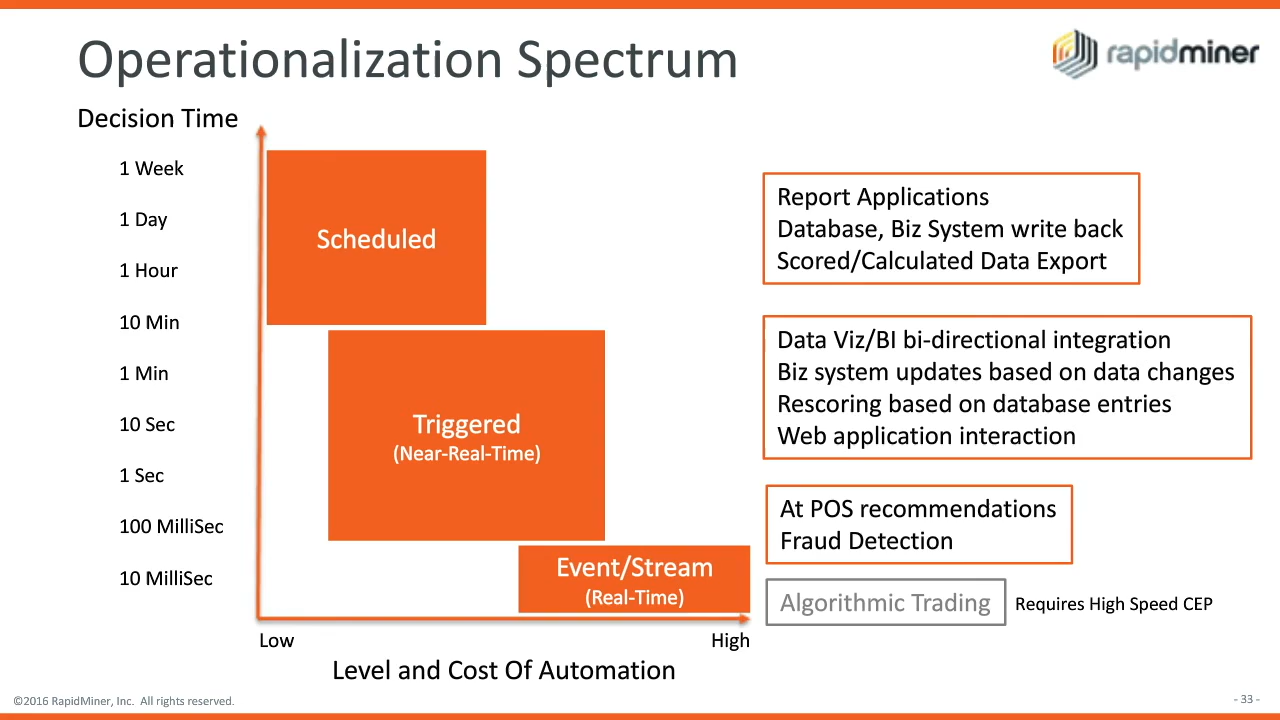 Operationalization Spectrum
rapidminer
Decision Time
1 Week
1 Day
1 Hour
10 Min
1 Min
10 Sec
1 Sec
100 MilliSec
10 MilliSec
Scheduled
Triggered
(Near-Real-Time)
Event/Stream
(Real-Time)
Low
High
Level and Cost Of Automation
Report Applications
Database, Biz System write back
Scored/Calculated Data Export
Data Viz/BI bi-directional integration
Biz system updates based on data changes
Rescoring based on database entries
Web application interaction
At POS recommendations
Fraud Detection
Algorithmic Trading
Requires High Speed CEP
©2016 RapidMiner, Inc. All rights reserved.
- 33 -